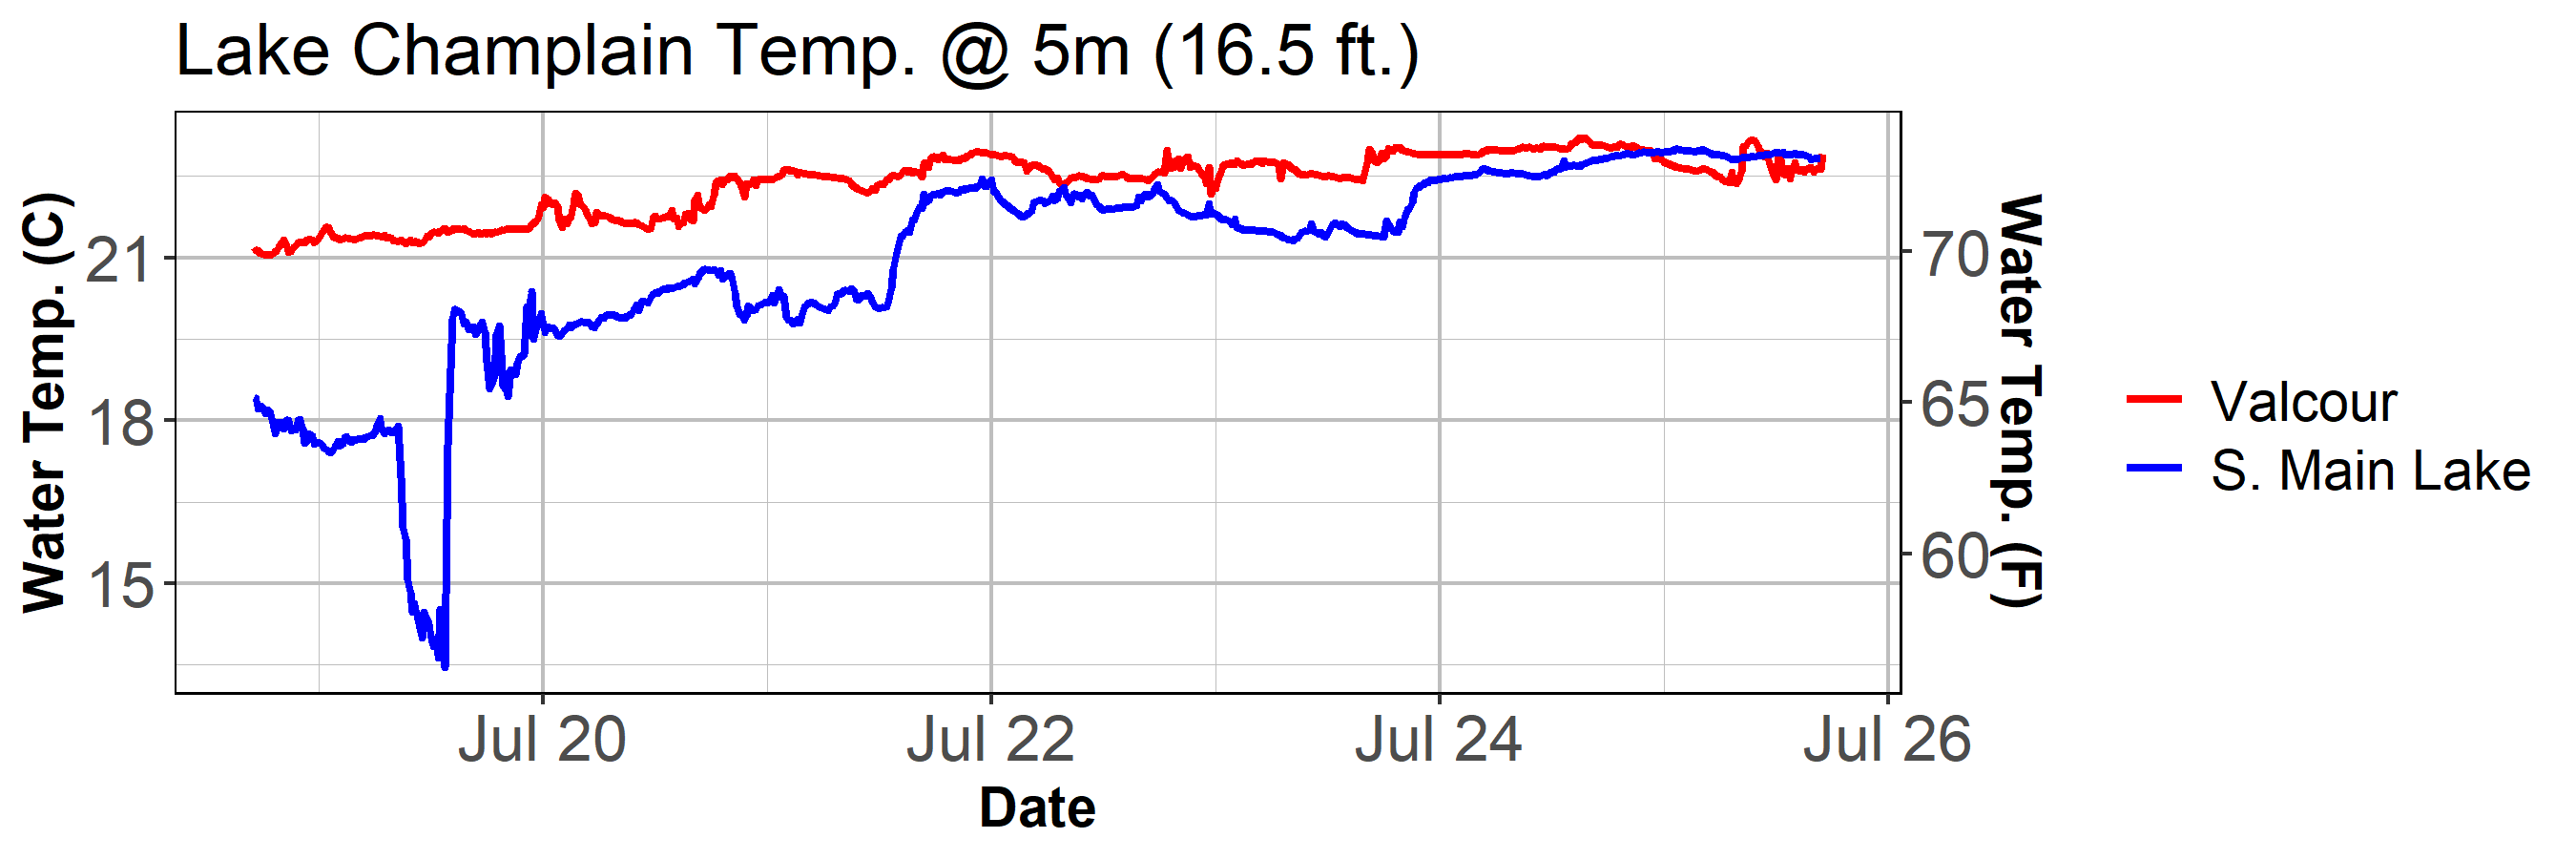 Lake Champlain Temp. @ 5m (16.5 ft.)
Water Temp. (C)
21
18
15
70
65
60
Water Temp. (F)
Valcour
S. Main Lake
Jul 20
Jul 22
Jul 24
Jul 26
Date